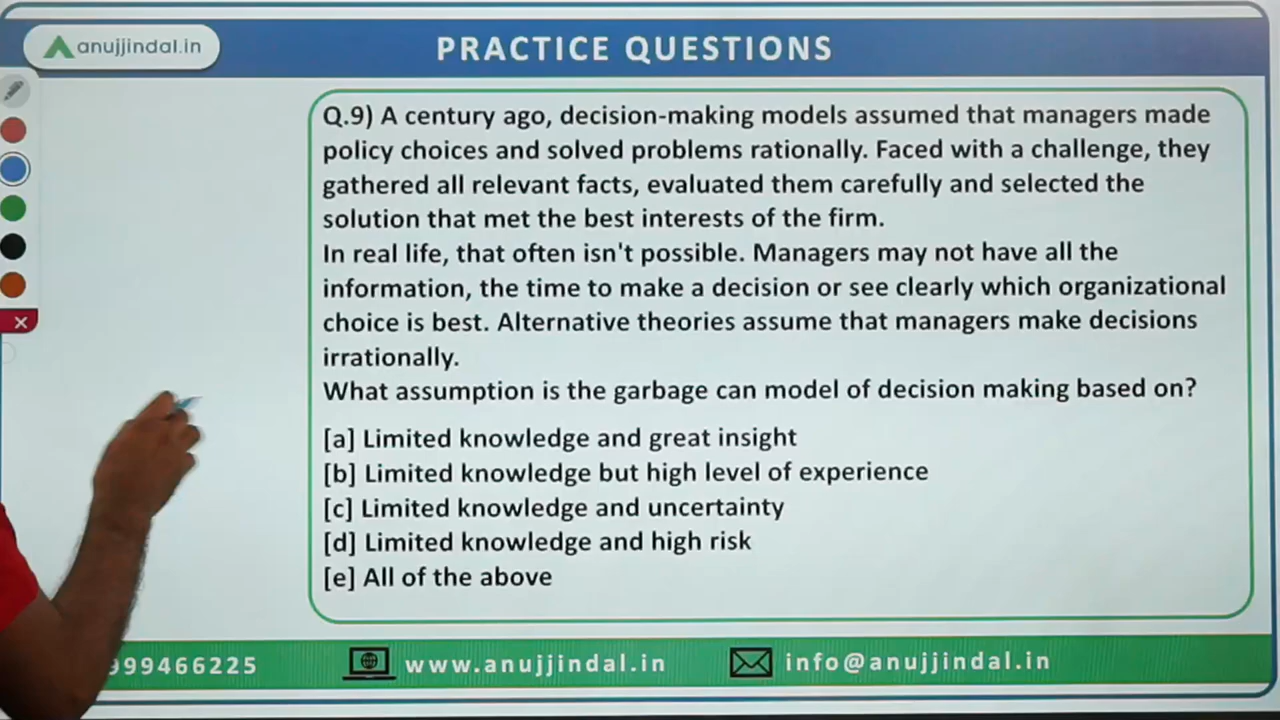 anujjindal.in
PRACTICE QUESTIONS
Q.9) A century ago, decision-making models assumed that managers made
policy choices and solved problems rationally. Faced with a challenge, they
gathered all relevant facts, evaluated them carefully and selected the
solution that met the best interests of the firm.
In real life, that often isn't possible. Managers may not have all the
information, the time to make a decision or see clearly which organizational
choice is best. Alternative theories assume that managers make decisions
irrationally.
What assumption is the garbage can model of decision making based on?
[a] Limited knowledge and great insight
[b] Limited knowledge but high level of experience
[c] Limited knowledge and uncertainty
[d] Limited knowledge and high risk
[e] All of the above
999466225 www.anujjindal.in info@anujjindal.in